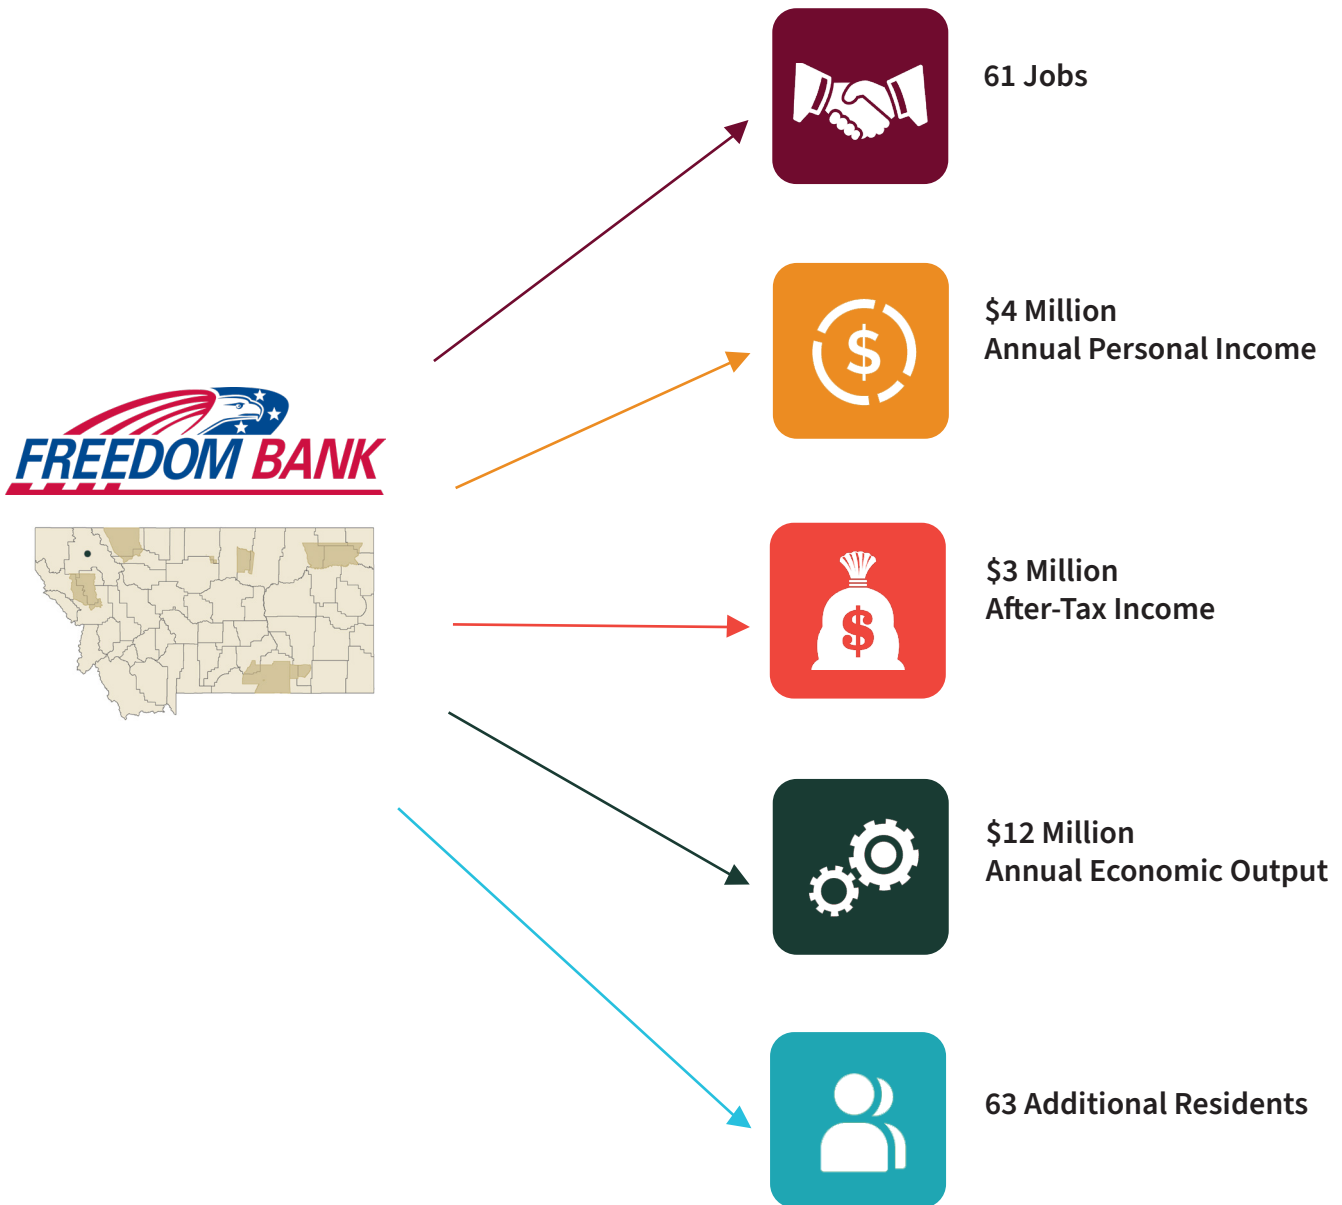 61 Jobs
$4 Million
Annual Personal Income
FREEDOM BANK
$3 Million
After-Tax Income
$12 Million
Annual Economic Output
63 Additional Residents